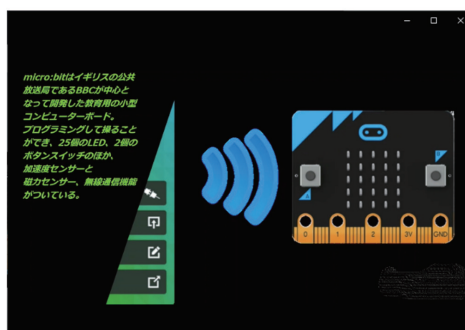 micro:bitはイギリスの公共
放送局であるBBCが中心と
なって開発した教育用の小型
コンピューターボード。
プログラミングして操ること
ができ、25個のLED、2個の
ボタンスイッチのほか、
加速度センサーと
磁力センサー、無線通信機能
がついている。
0 1 2 3V GND